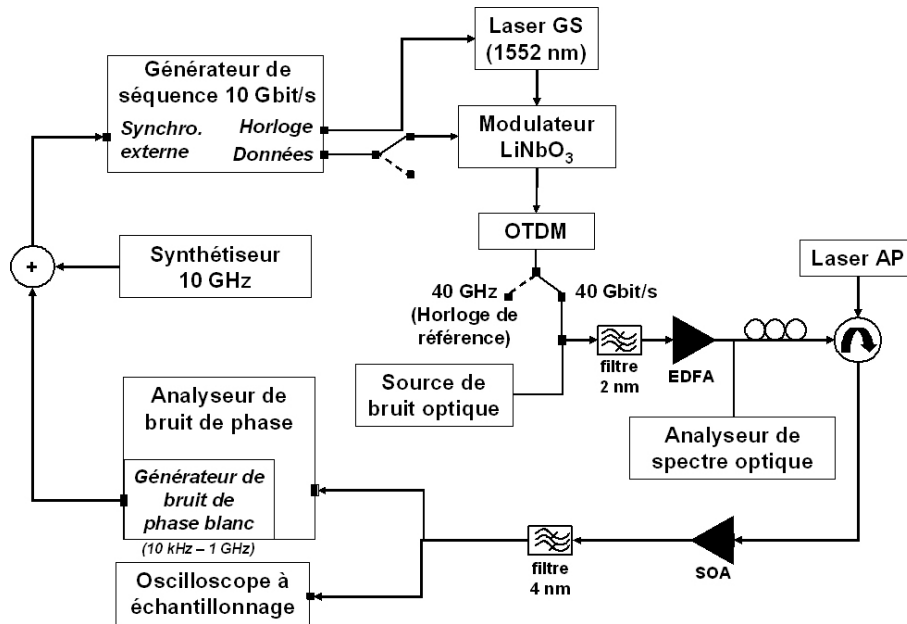 Laser GS
(1552 nm)
Générateur de
séquence 10 Gbit/s
Synchro.
externe
Horloge
Données
Modulateur
LiNbO3
OTDM
+
Synthétiseur
10 GHz
Laser AP
40 GHz
(Horloge de
référence)
40 Gbit/s
filtre
2 nm
EDFA
Source de
bruit optique
Analyseur de
spectre optique
Analyseur de
bruit de phase
Générateur de
bruit de
phase blanc
(10 kHz – 1 GHz)
filtre
4 nm
SOA
Oscilloscope à
échantillonnage